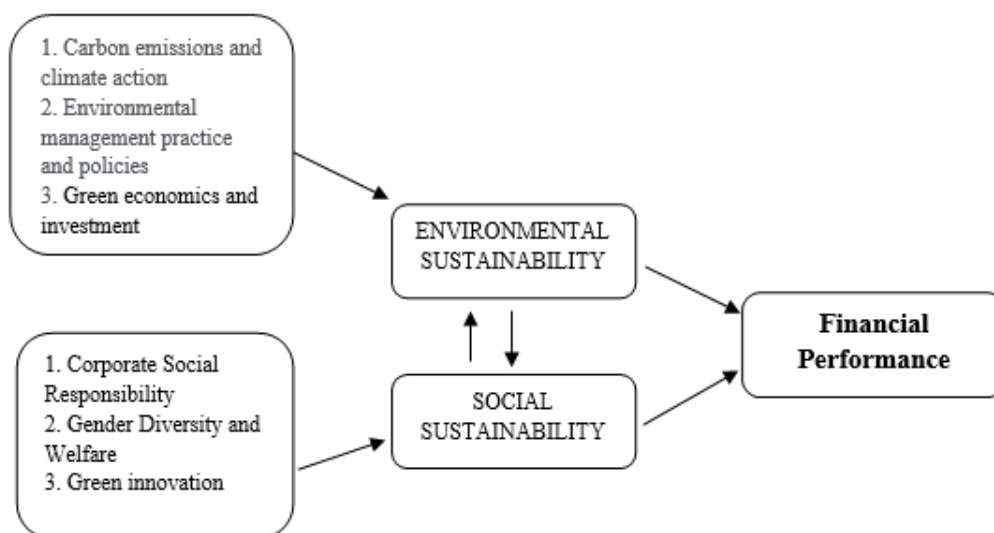 1. Carbon emissions and
climate action
2. Environmental
management practice
and policies
3. Green economics and
investment
ENVIRONMENTAL
SUSTAINABILITY
Financial
Performance
1. Corporate Social
Responsibility
2. Gender Diversity and
Welfare
3. Green innovation
SOCIAL
SUSTAINABILITY